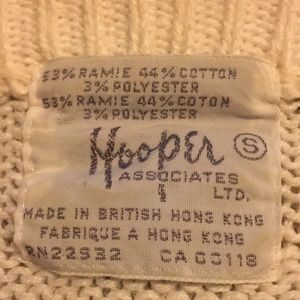 53% RAMIE 44% COTTON
3% POLYESTER
53% RAMIE 44% COTON
3% POLYESTER
Hooper S
ASSOCIATES
LTD.
MADE IN BRITISH HONG KONG
FABRIQUE A HONG KONG
RN22532 CA 00118